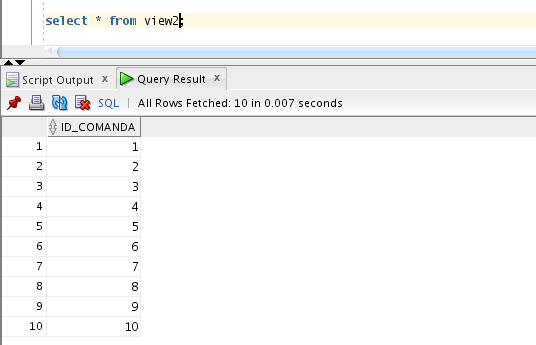 select * from view2;
Script Output x Query Result x
SQL | All Rows Fetched: 10 in 0.007 seconds
ID_COMANDA
1 1
2 2
3 3
4 4
5 5
6 6
7 7
8 8
9 9
10 10